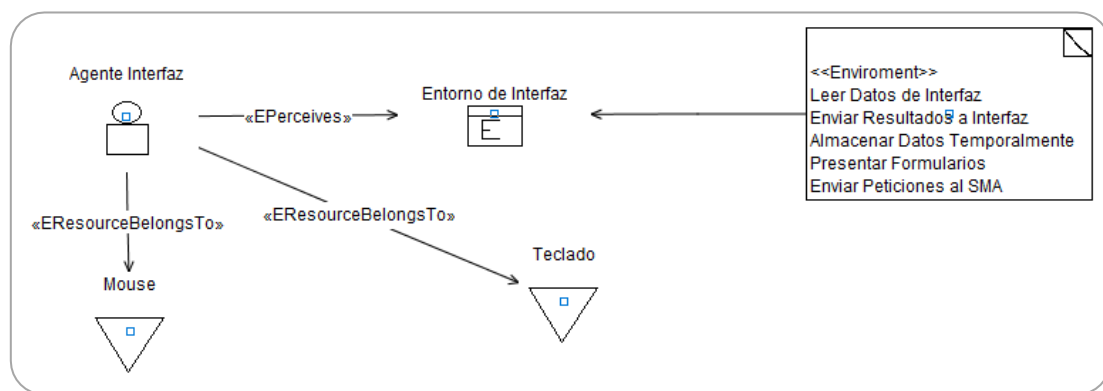 Agente Interfaz
«EPerceives»
Entorno de Interfaz
E
<<Enviroment>>
Leer Datos de Interfaz
Enviar Resultados a Interfaz
Almacenar Datos Temporalmente
Presentar Formularios
Enviar Peticiones al SMA
«EResourceBelongsTo»
«EResourceBelongsTo»
Mouse
Teclado